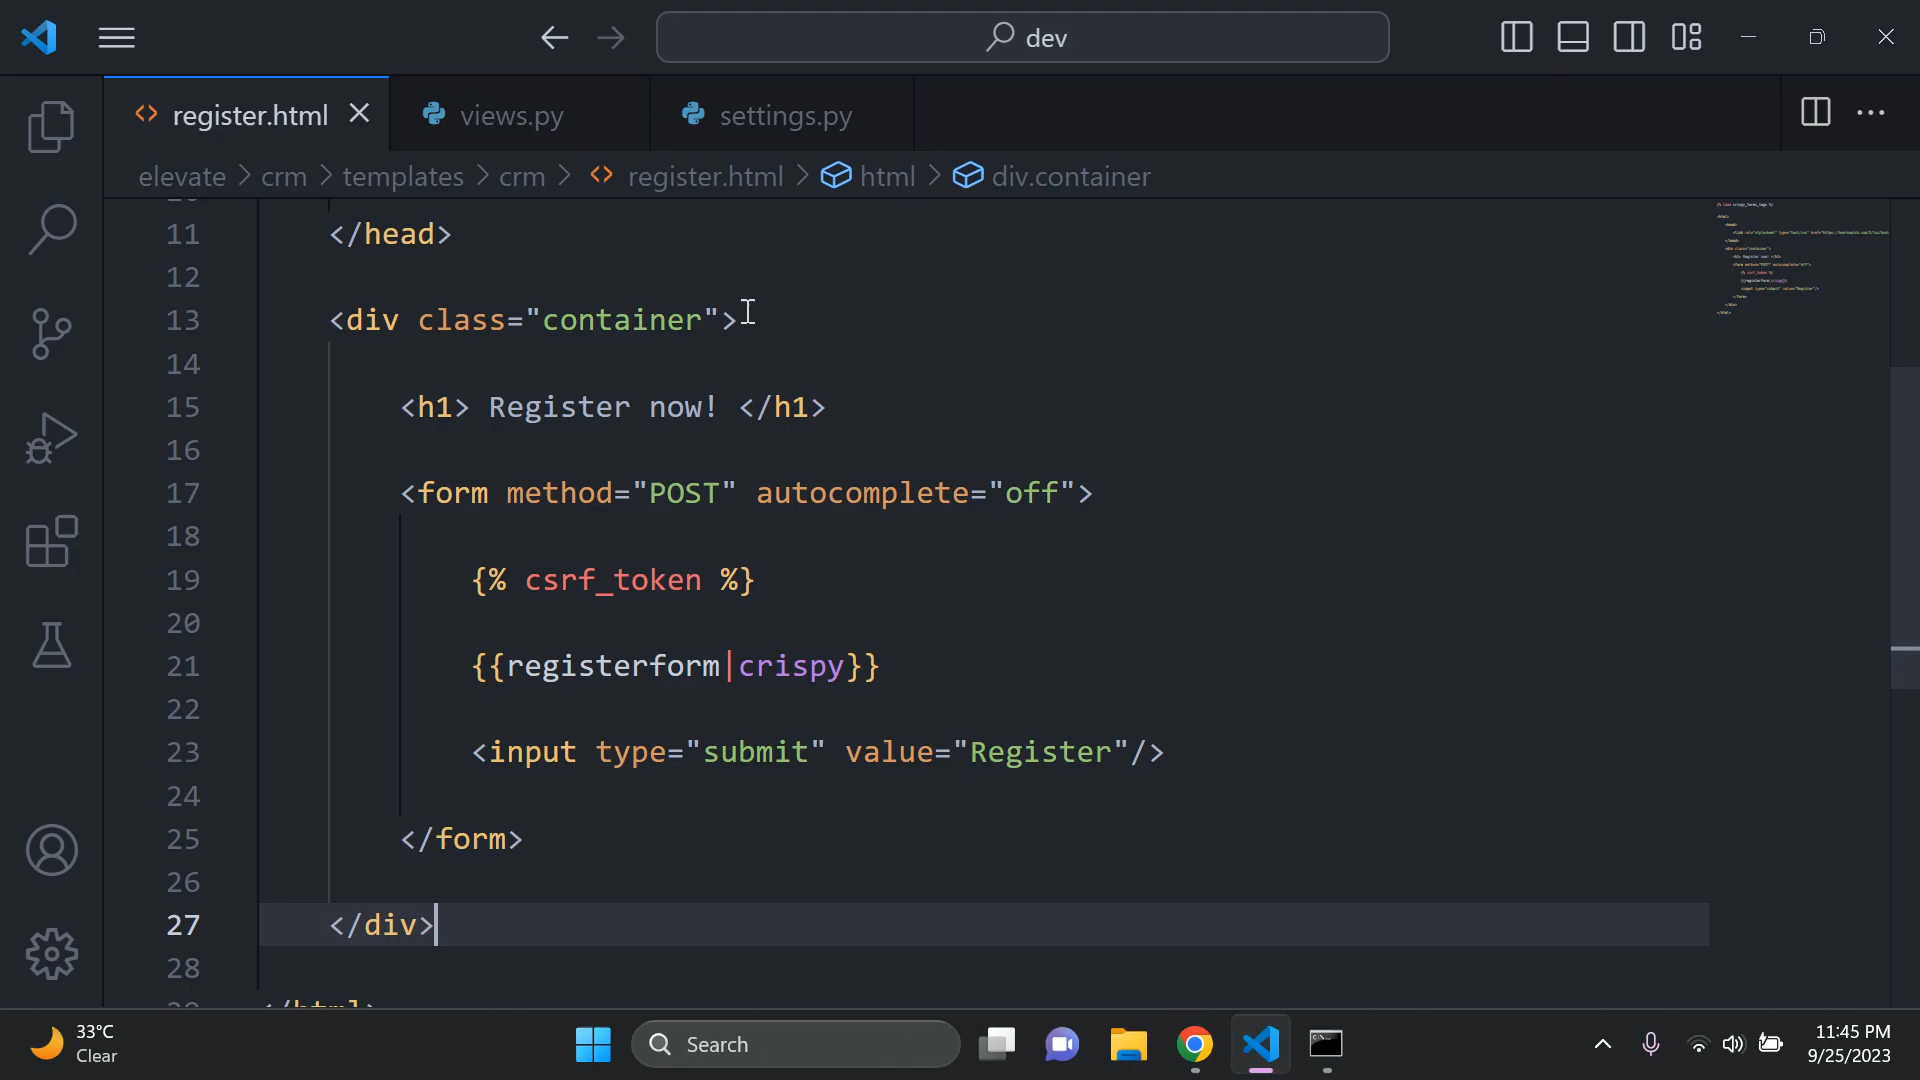 dev
register.html
views.py
settings.py
elevate > crm > templates > crm > register.html > html > div.container
11 </head>
12
13 <div class="container">
14
15 <h1> Register now! </h1>
16
17 <form method="POST" autocomplete="off">
18
19 {% csrf_token %}
20
21 {{registerform|crispy}}
22
23 <input type="submit" value="Register"/>
24
25 </form>
26
27 </div>
28
33°C
Clear
Search
11:45 PM
9/25/2023